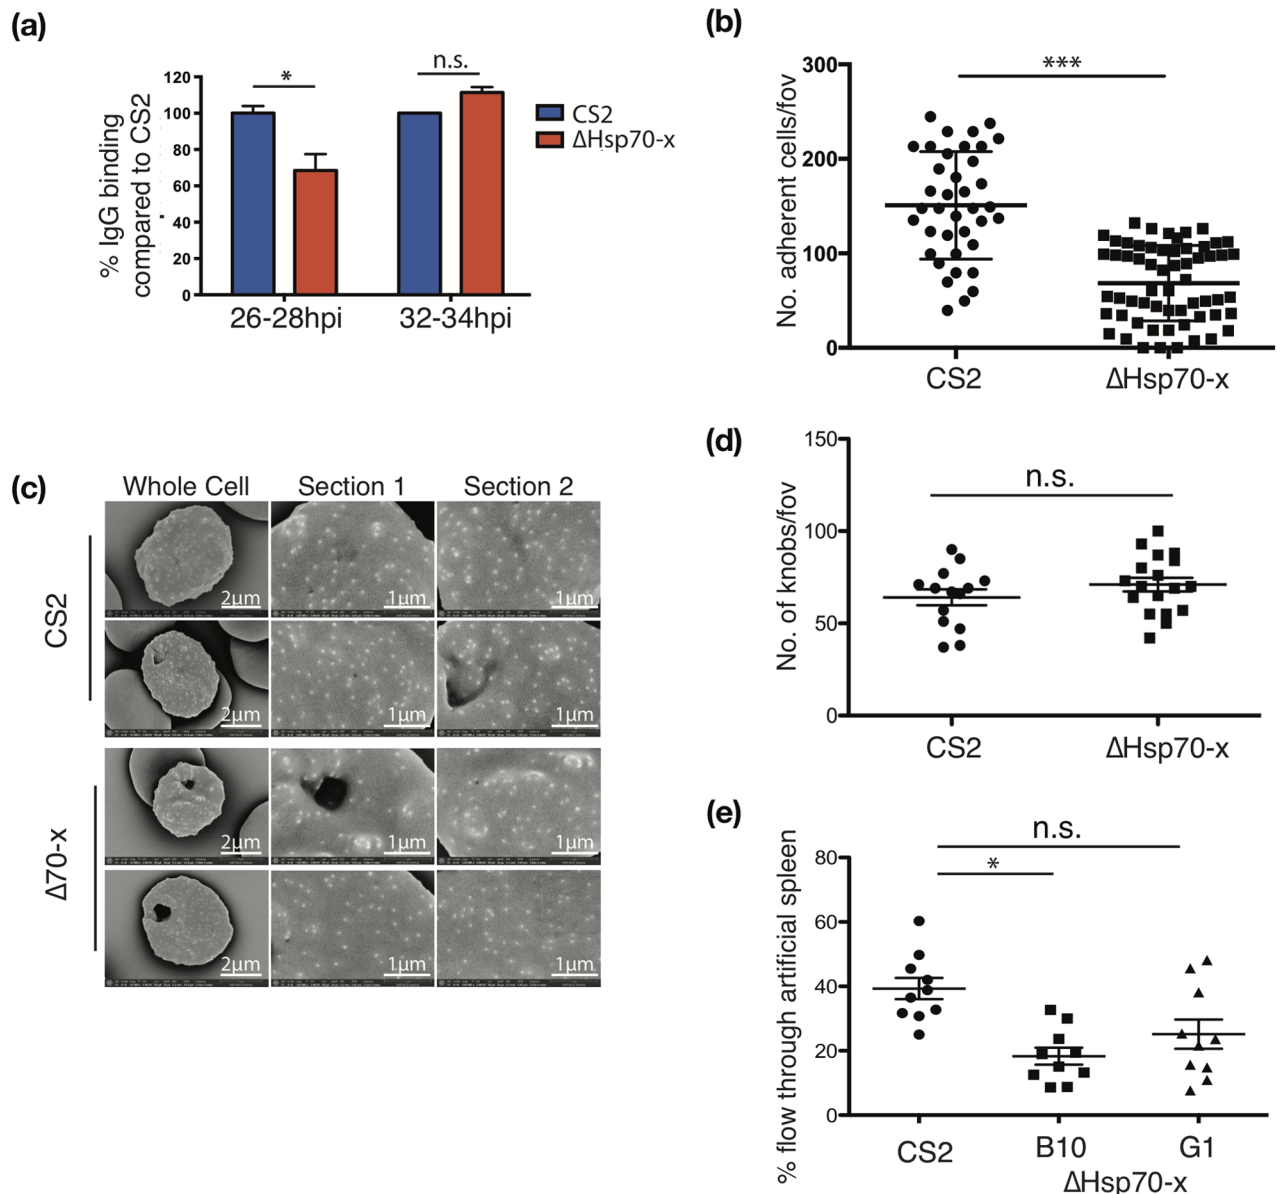 (a)
% IgG binding
compared to CS2
120
100
80
60
40
20
0
*
n.s.
26-28hpi
32-34hpi
CS2
ΔHsp70-x
(b)
No. adherent cells/fov
300
200
100
0
***
CS2
ΔHsp70-x
(c)
Whole Cell
Section 1
Section 2
CS2
2μm
1μm
1μm
2μm
1μm
1μm
Δ70-x
2μm
1μm
1μm
2μm
1μm
1μm
(d)
No. of knobs/fov
150
100
50
0
n.s.
CS2
ΔHsp70-x
(e)
% flow through artificial spleen
80
60
40
20
0
n.s.
*
CS2
B10
G1
ΔHsp70-x